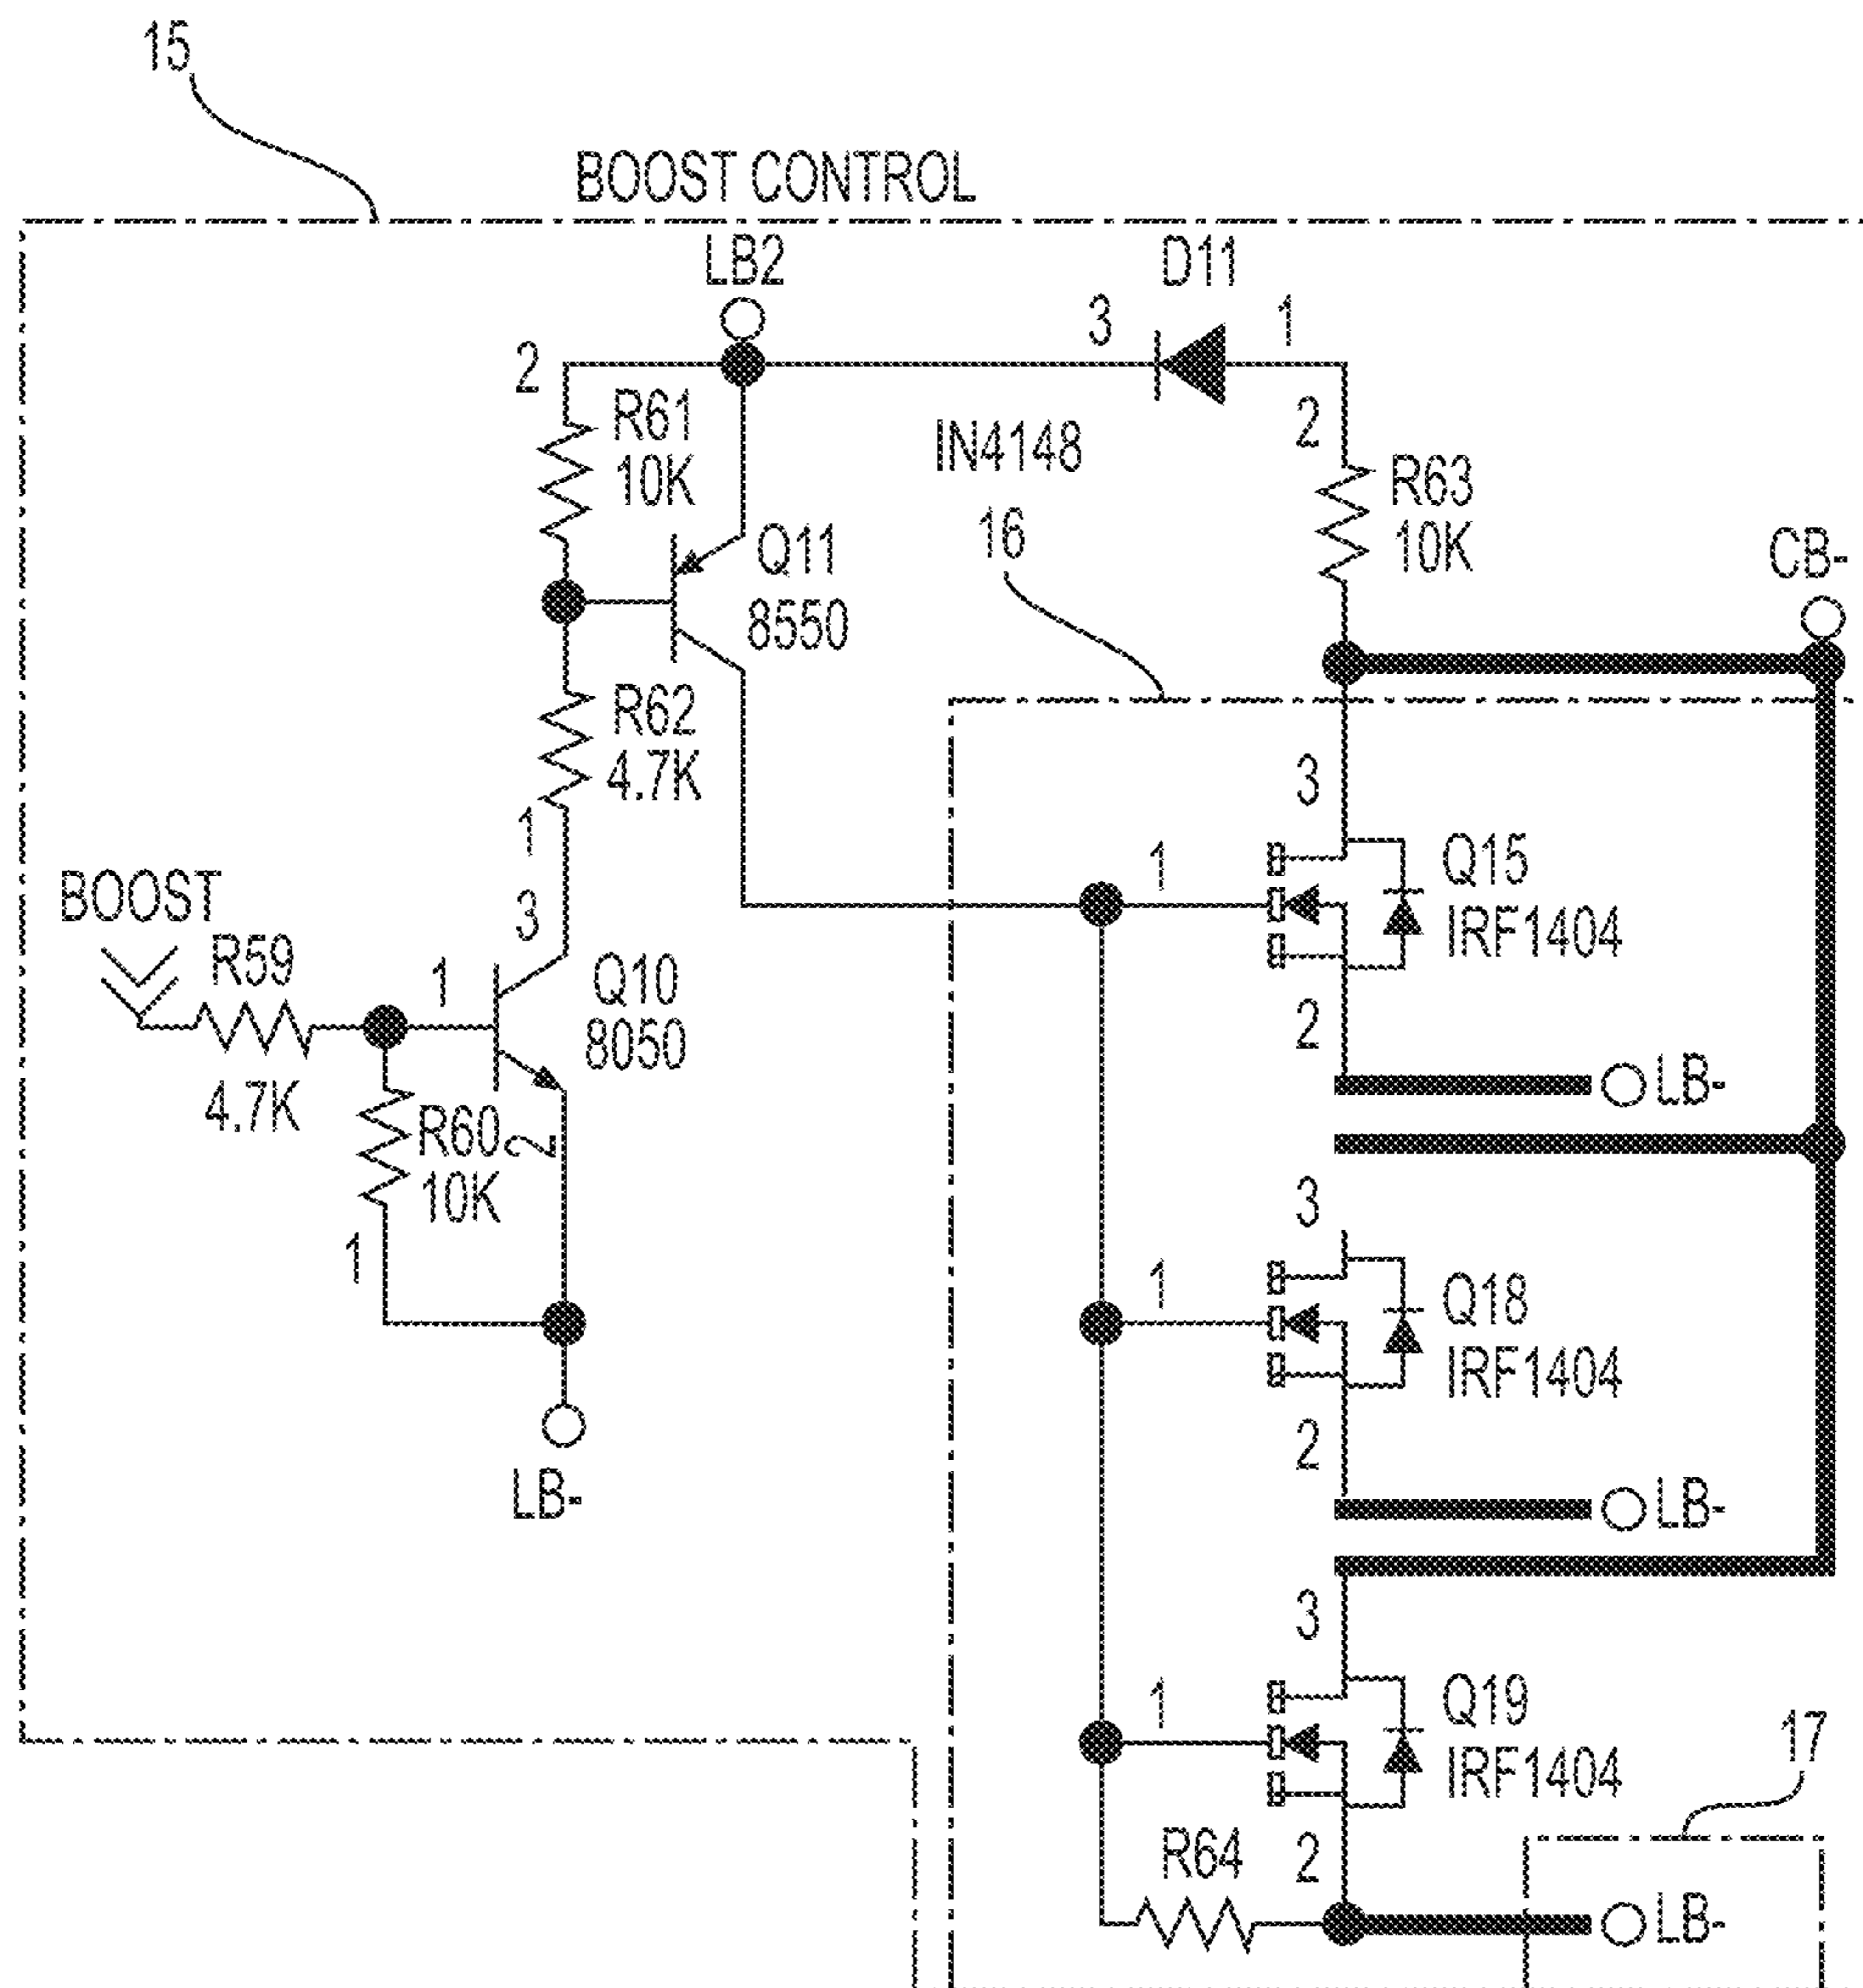 15
BOOST CONTROL
LB2
D11
3
1
2
2
R61
10K
IN4148
R63
10K
16
Q11
8550
CB-
R62
4.7K
1
3
3
1
Q15
IRF1404
BOOST
R59
4.7K
1
Q10
8050
2
LB-
R60
10K
2
1
3
1
Q18
IRF1404
2
LB-
LB-
3
1
Q19
IRF1404
17
R64
2
LB-